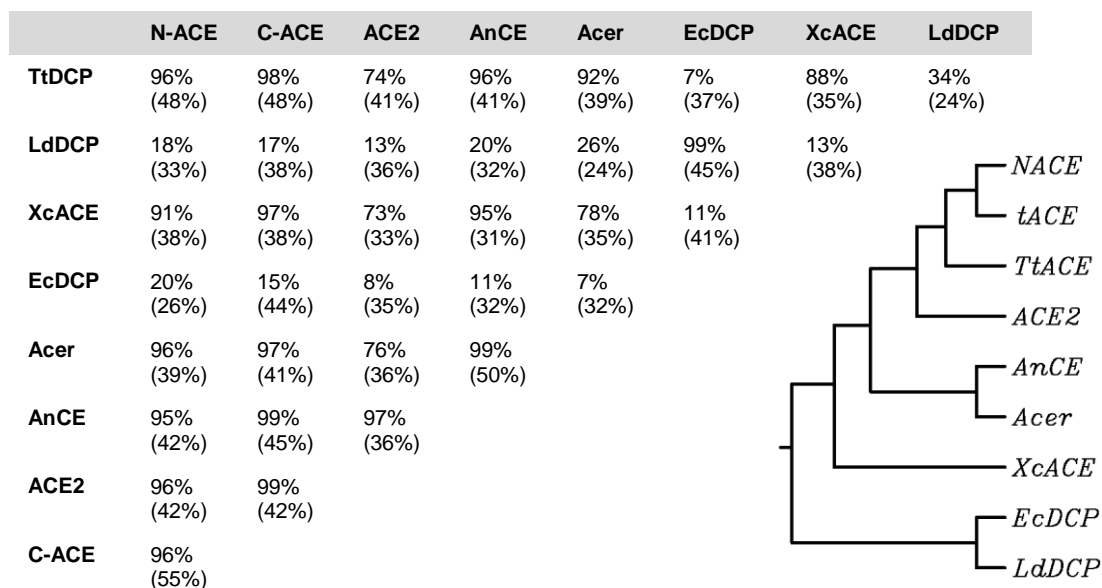 N-ACE C-ACE ACE2 AnCE Acer EcDCP XcACE LdDCP
TtDCP 96% 98% 74% 96% 92% 7% 88% 34%
(48%) (48%) (41%) (41%) (39%) (37%) (35%) (24%)
LdDCP 18% 17% 13% 20% 26% 99% 13%
(33%) (38%) (36%) (32%) (24%) (45%) (38%)
XcACE 91% 97% 73% 95% 78% 11%
(38%) (38%) (33%) (31%) (35%) (41%)
EcDCP 20% 15% 8% 11% 7%
(26%) (44%) (35%) (32%) (32%)
Acer 96% 97% 76% 99%
(39%) (41%) (36%) (50%)
AnCE 95% 99% 97%
(42%) (45%) (36%)
ACE2 96% 99%
(42%) (42%)
C-ACE 96%
(55%)
NACE
tACE
TtACE
ACE2
AnCE
Acer
XcACE
EcDCP
LdDCP